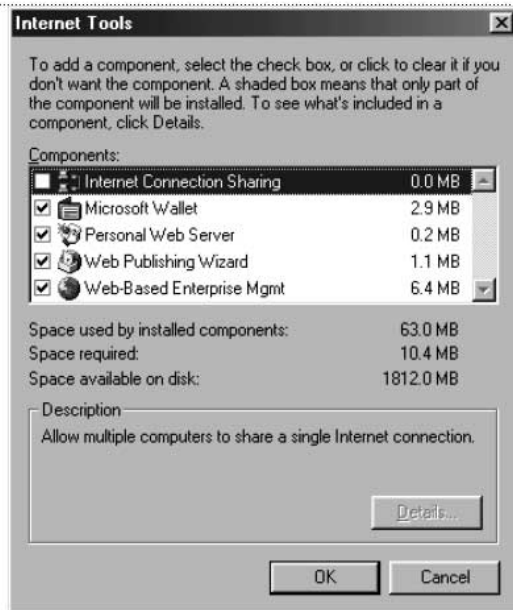 Internet Tools
To add a component, select the check box, or click to clear it if you
don't want the component. A shaded box means that only part of
the component will be installed. To see what's included in a
component, click Details.
Components:
Internet Connection Sharing 0.0 MB
Microsoft Wallet 2.9 MB
Personal Web Server 0.2 MB
Web Publishing Wizard 1.1 MB
Web-Based Enterprise Mgmt 6.4 MB
Space used by installed components: 63.0 MB
Space required: 10.4 MB
Space available on disk: 1812.0 MB
Description
Allow multiple computers to share a single Internet connection.
Details...
OK Cancel